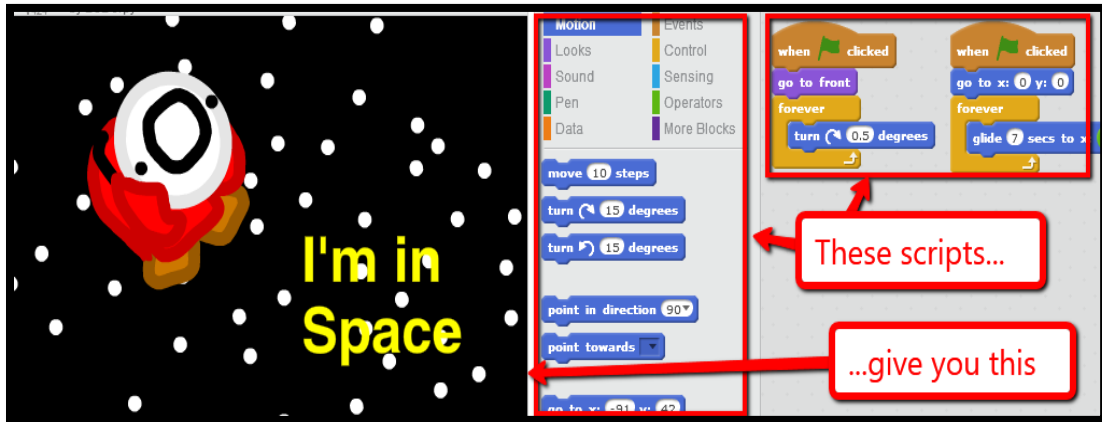 I'm in
Space
Motion
Events
Looks
Control
Sound
Sensing
Pen
Operators
Data
More Blocks
move 10 steps
turn 15 degrees
turn 15 degrees
point in direction 90
point towards
go to x: -91 y: 42
when clicked
go to front
forever
turn 0.5 degrees
when clicked
go to x: 0 y: 0
forever
glide 7 secs to x
These scripts...
...give you this